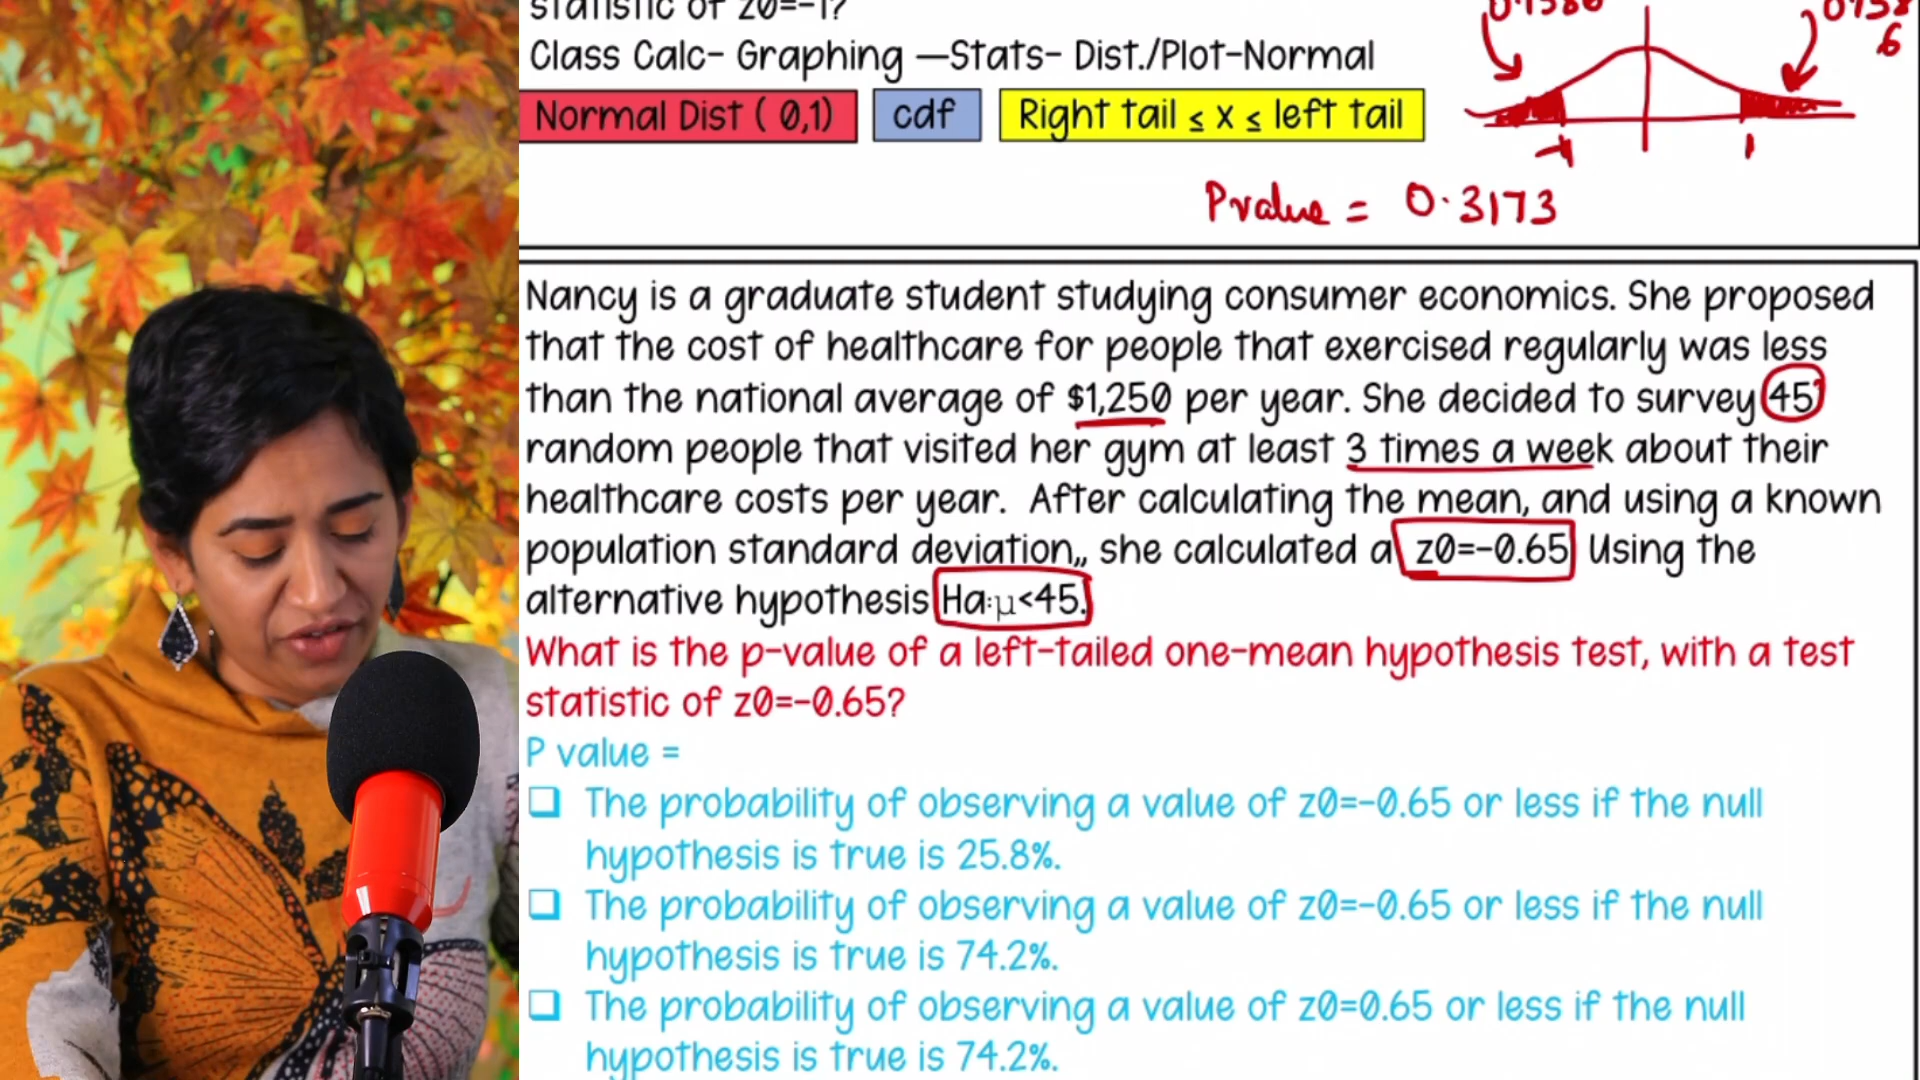 statistic of z0=-1?
Class Calc- Graphing —Stats- Dist./Plot-Normal
Normal Dist ( 0,1) cdf Right tail ≤ x ≤ left tail
-1 1
Pvalue = 0.3173
Nancy is a graduate student studying consumer economics. She proposed
that the cost of healthcare for people that exercised regularly was less
than the national average of $1,250 per year. She decided to survey 45
random people that visited her gym at least 3 times a week about their
healthcare costs per year. After calculating the mean, and using a known
population standard deviation,, she calculated a z0=-0.65 Using the
alternative hypothesis Ha:μ<45.
What is the p-value of a left-tailed one-mean hypothesis test, with a test
statistic of z0=-0.65?
P value =
❏ The probability of observing a value of z0=-0.65 or less if the null
hypothesis is true is 25.8%.
❏ The probability of observing a value of z0=-0.65 or less if the null
hypothesis is true is 74.2%.
❏ The probability of observing a value of z0=0.65 or less if the null
hypothesis is true is 74.2%.